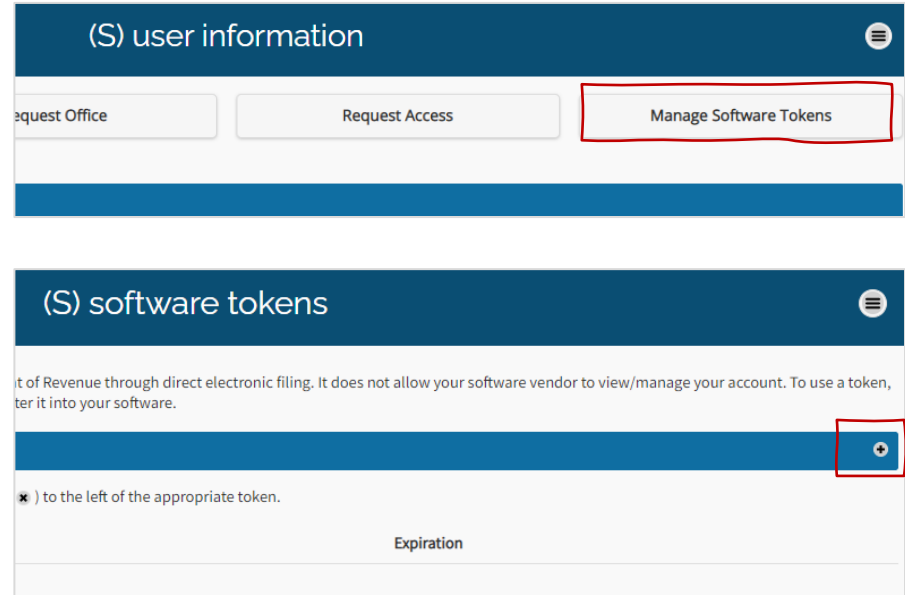 (S) user information
equest Office
Request Access
Manage Software Tokens
(S) software tokens
t of Revenue through direct electronic filing. It does not allow your software vendor to view/manage your account. To use a token,
ter it into your software.
) to the left of the appropriate token.
Expiration